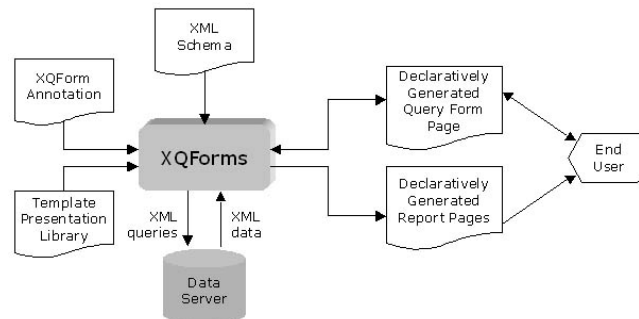 XML
Schema
XQForm
Annotation
Declaratively
Generated
Query Form
Page
XQForms
End
User
Template
Presentation
Library
XML
queries
XML
data
Declaratively
Generated
Report Pages
Data
Server